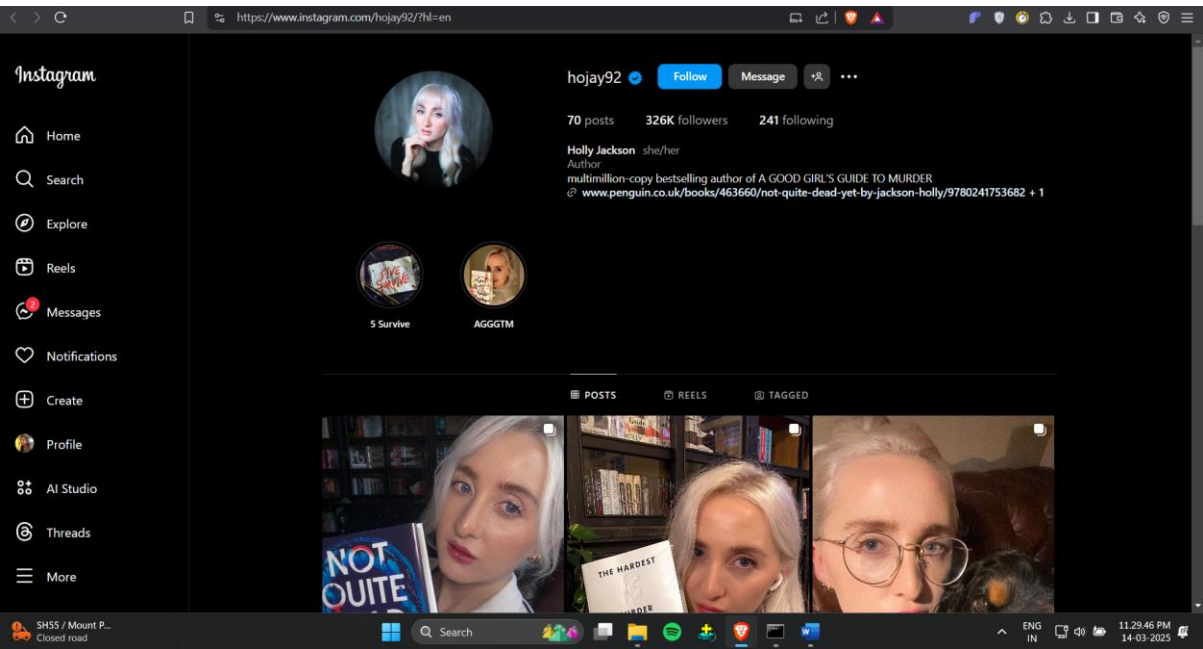 https://www.instagram.com/hojay92/?hl=en
Instagram
Home
Search
Explore
Reels
2
Messages
Notifications
Create
Profile
AI Studio
Threads
More
hojay92
Follow
Message
70 posts
326K followers
241 following
Holly Jackson she/her
Author
multimillion-copy bestselling author of A GOOD GIRL'S GUIDE TO MURDER
www.penguin.co.uk/books/463660/not-quite-dead-yet-by-jackson-holly/9780241753682 + 1
FIVE
SURVIVE
5 Survive
AGGGTM
POSTS
REELS
TAGGED
NOT
QUITE
THE HARDEST
IS
MURDER
SH55 / Mount P...
Closed road
Search
ENG
IN
11.29.46 PM
14-03-2025